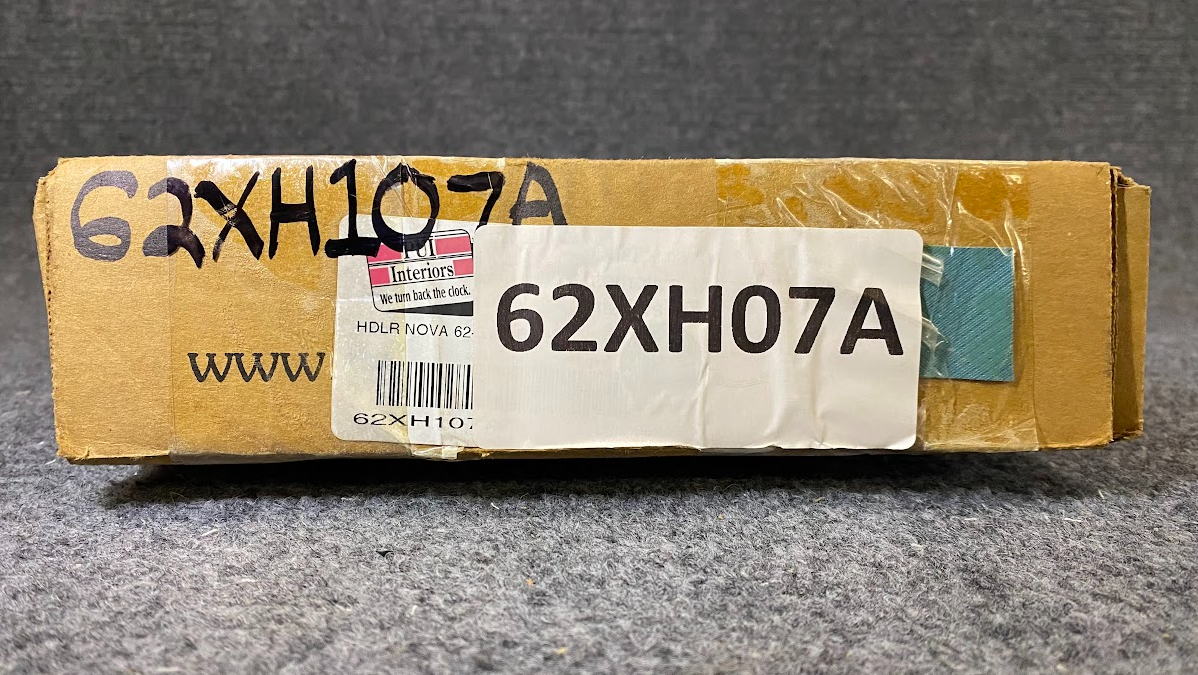 62XH107A
PUI
Interiors
We turn back the clock.
HDLR NOVA 62-
62XH07A
www
62XH107